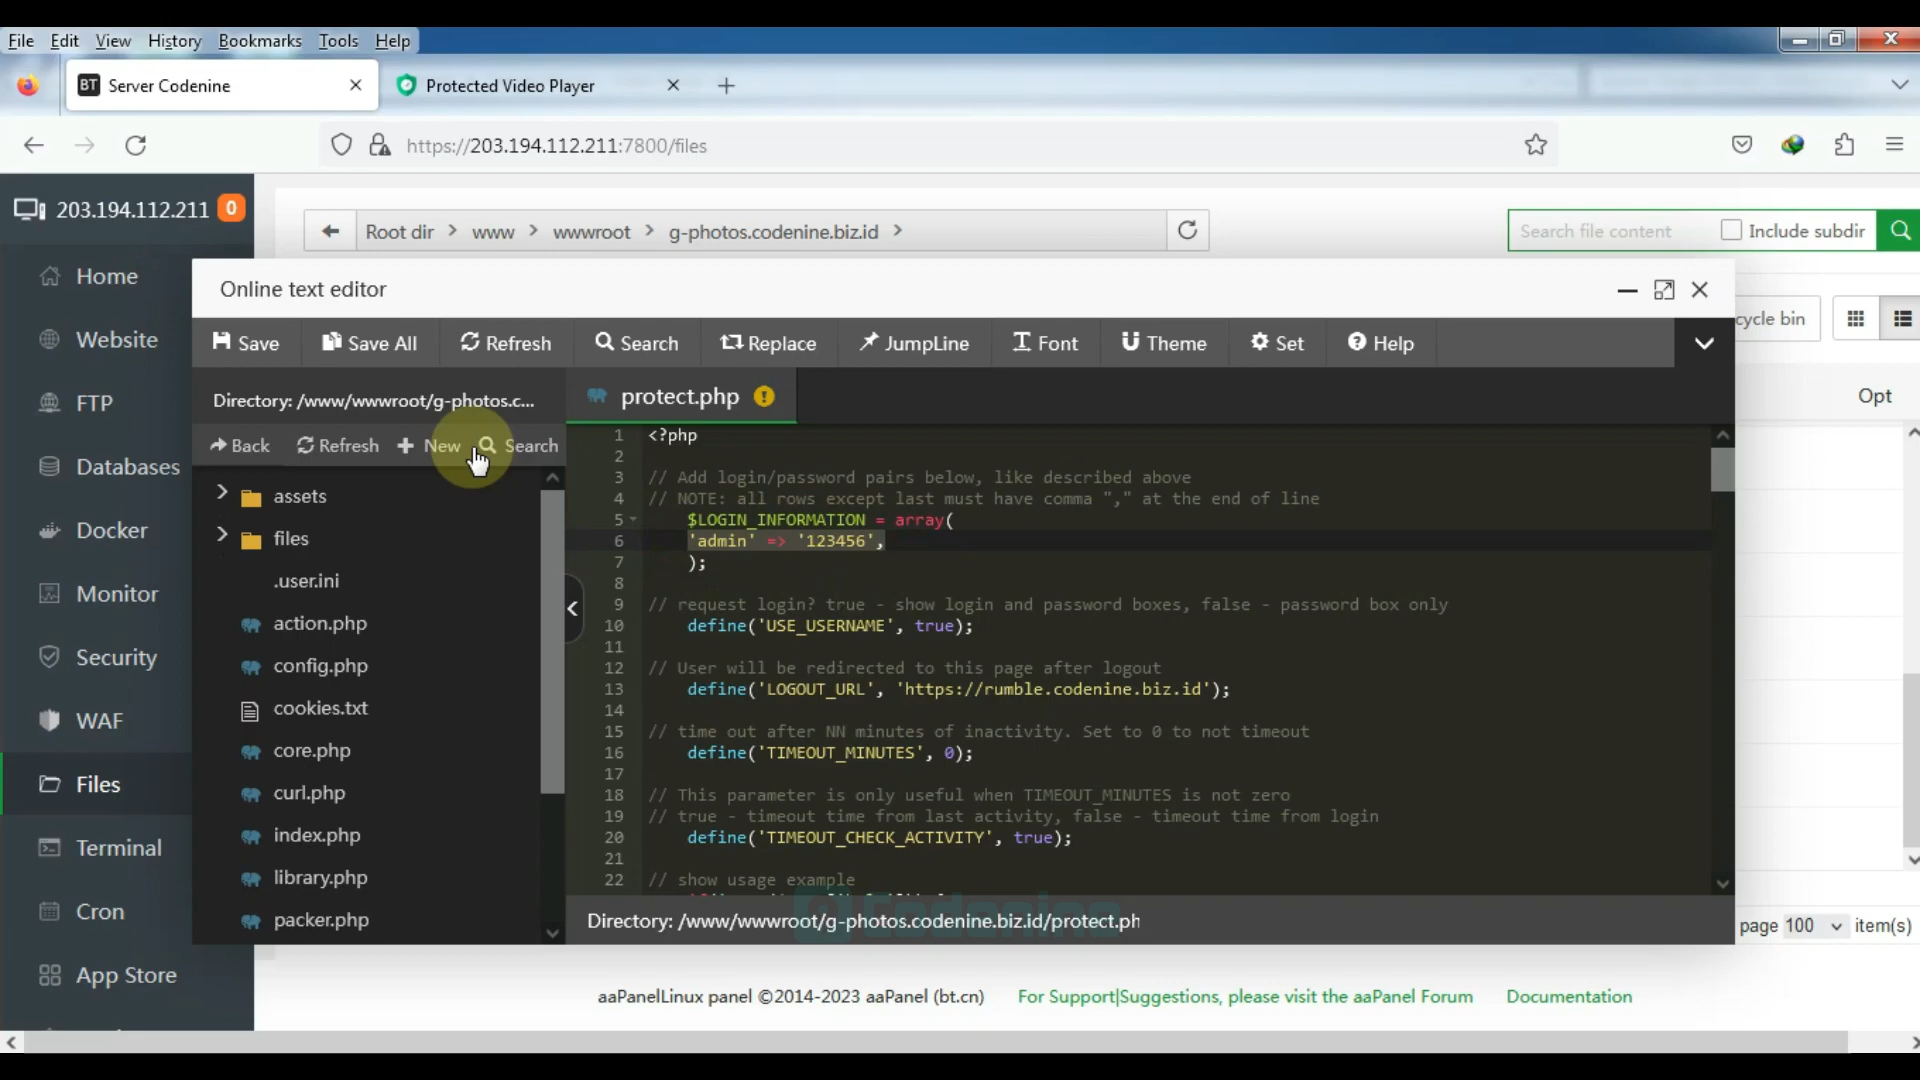 File Edit View History Bookmarks Tools Help
BT Server Codenine
Protected Video Player
https://203.194.112.211:7800/files
203.194.112.211 0
Root dir > www > wwwroot > g-photos.codenine.biz.id >
Search file content Include subdir
Home
Website
FTP
Databases
Docker
Monitor
Security
WAF
Files
Terminal
Cron
App Store
Online text editor
cycle bin
Save Save All Refresh Search Replace JumpLine Font Theme Set Help
Directory: /www/wwwroot/g-photos.c...
protect.php
Opt
Back Refresh New Search
assets
files
.user.ini
action.php
config.php
cookies.txt
core.php
curl.php
index.php
library.php
packer.php
1 <?php
2
3 // Add login/password pairs below, like described above
4 // NOTE: all rows except last must have comma "," at the end of line
5 $LOGIN_INFORMATION = array(
6 'admin' => '123456',
7 );
8
9 // request login? true - show login and password boxes, false - password box only
10 define('USE_USERNAME', true);
11
12 // User will be redirected to this page after logout
13 define('LOGOUT_URL', 'https://rumble.codenine.biz.id');
14
15 // time out after NN minutes of inactivity. Set to 0 to not timeout
16 define('TIMEOUT_MINUTES', 0);
17
18 // This parameter is only useful when TIMEOUT_MINUTES is not zero
19 // true - timeout time from last activity, false - timeout time from login
20 define('TIMEOUT_CHECK_ACTIVITY', true);
21
22 // show usage example
Codenine
Directory: /www/wwwroot/g-photos.codenine.biz.id/protect.ph
page 100 item(s)
aaPanelLinux panel ©2014-2023 aaPanel (bt.cn) For Support|Suggestions, please visit the aaPanel Forum Documentation